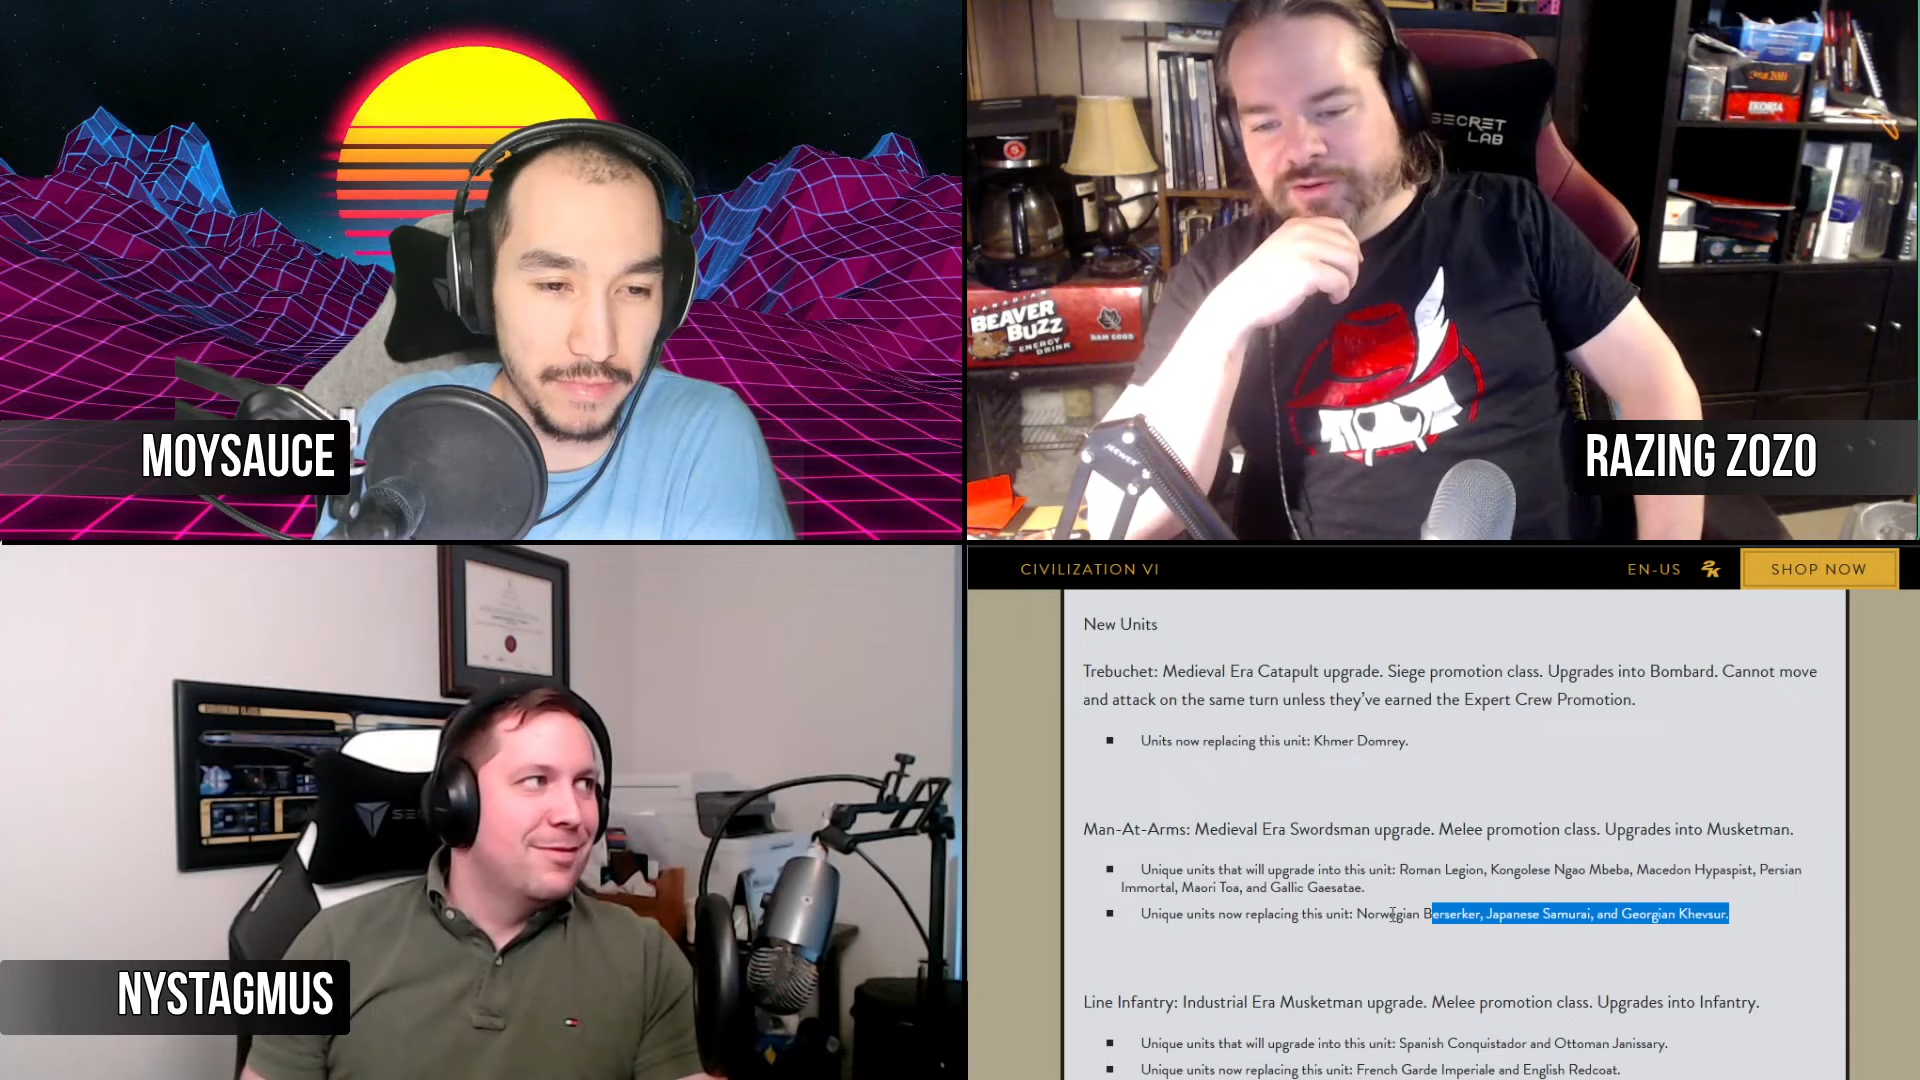 SECRET
LAB
IKORIA
CANADIAN
BEAVER
BUZZ
ENERGY
DRINK
DAM GOOD
NEEWER
MOYSAUCE
RAZING ZOZO
NYSTAGMUS
SEC
CIVILIZATION VI
EN-US
2K
SHOP NOW
New Units
Trebuchet: Medieval Era Catapult upgrade. Siege promotion class. Upgrades into Bombard. Cannot move
and attack on the same turn unless they’ve earned the Expert Crew Promotion.
Units now replacing this unit: Khmer Domrey.
Man-At-Arms: Medieval Era Swordsman upgrade. Melee promotion class. Upgrades into Musketman.
Unique units that will upgrade into this unit: Roman Legion, Kongolese Ngao Mbeba, Macedon Hypaspist, Persian
Immortal, Maori Toa, and Gallic Gaesatae.
Unique units now replacing this unit: Norwegian Berserker, Japanese Samurai, and Georgian Khevsur.
Line Infantry: Industrial Era Musketman upgrade. Melee promotion class. Upgrades into Infantry.
Unique units that will upgrade into this unit: Spanish Conquistador and Ottoman Janissary.
Unique units now replacing this unit: French Garde Imperiale and English Redcoat.